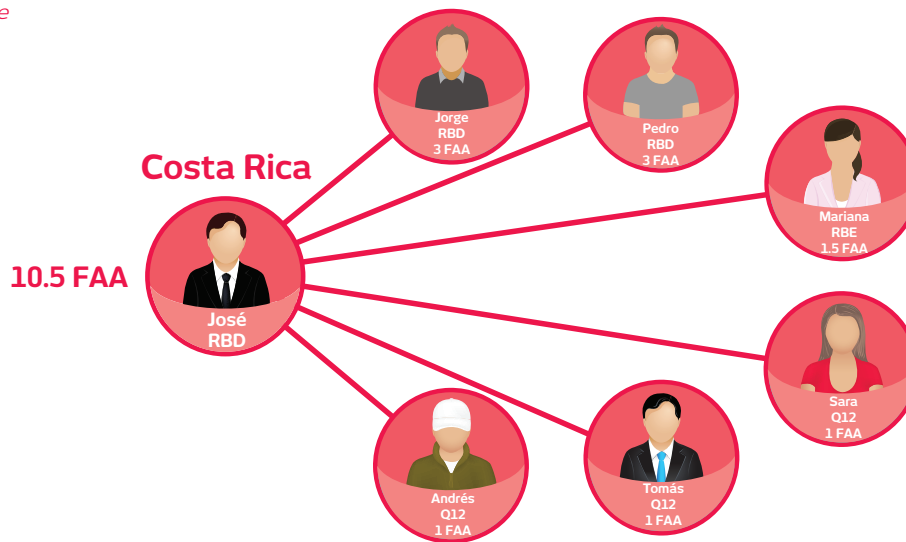 e
Costa Rica
10.5 FAA
José
RBD
Jorge
RBD
3 FAA
Pedro
RBD
3 FAA
Mariana
RBE
1.5 FAA
Sara
Q12
1 FAA
Tomás
Q12
1 FAA
Andrés
Q12
1 FAA